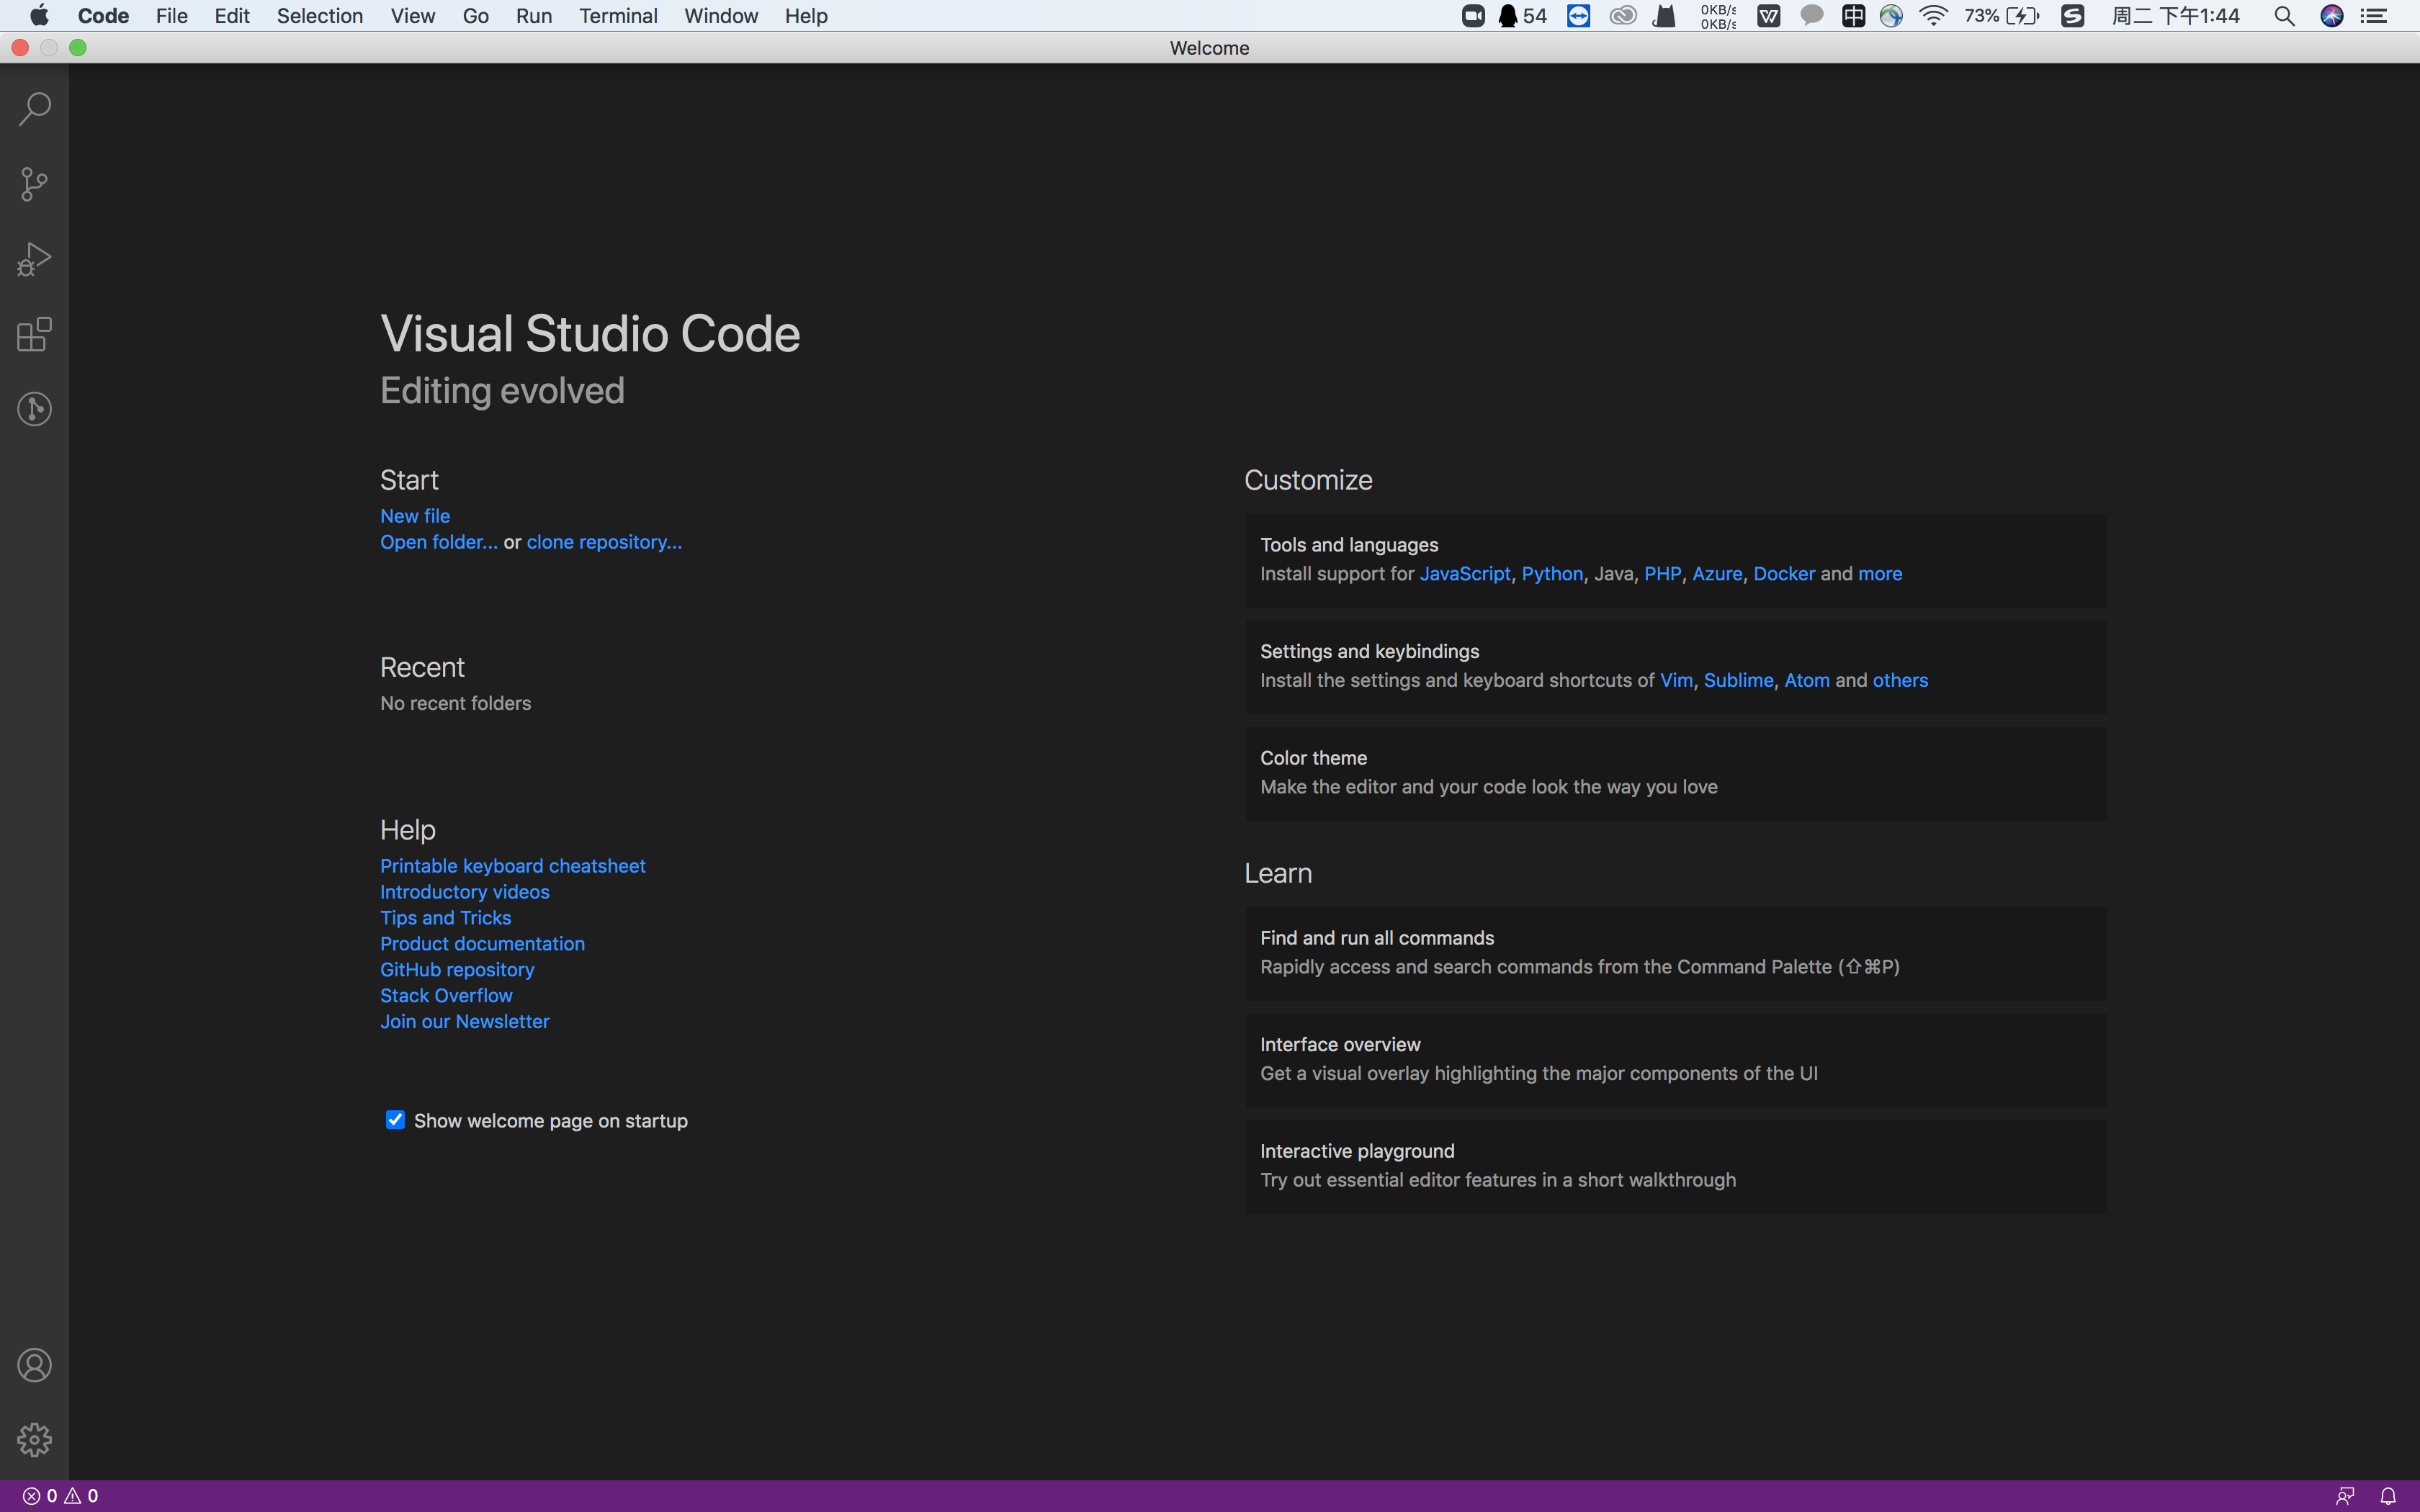 Code File Edit Selection View Go Run Terminal Window Help 54 0KB/s 0KB/s W 中 73% S 周二 下午1:44
Welcome
Visual Studio Code
Editing evolved
Start
New file
Open folder... or clone repository...
Recent
No recent folders
Help
Printable keyboard cheatsheet
Introductory videos
Tips and Tricks
Product documentation
GitHub repository
Stack Overflow
Join our Newsletter
Show welcome page on startup
Customize
Tools and languages
Install support for JavaScript, Python, Java, PHP, Azure, Docker and more
Settings and keybindings
Install the settings and keyboard shortcuts of Vim, Sublime, Atom and others
Color theme
Make the editor and your code look the way you love
Learn
Find and run all commands
Rapidly access and search commands from the Command Palette (⇧⌘P)
Interface overview
Get a visual overlay highlighting the major components of the UI
Interactive playground
Try out essential editor features in a short walkthrough
0 0